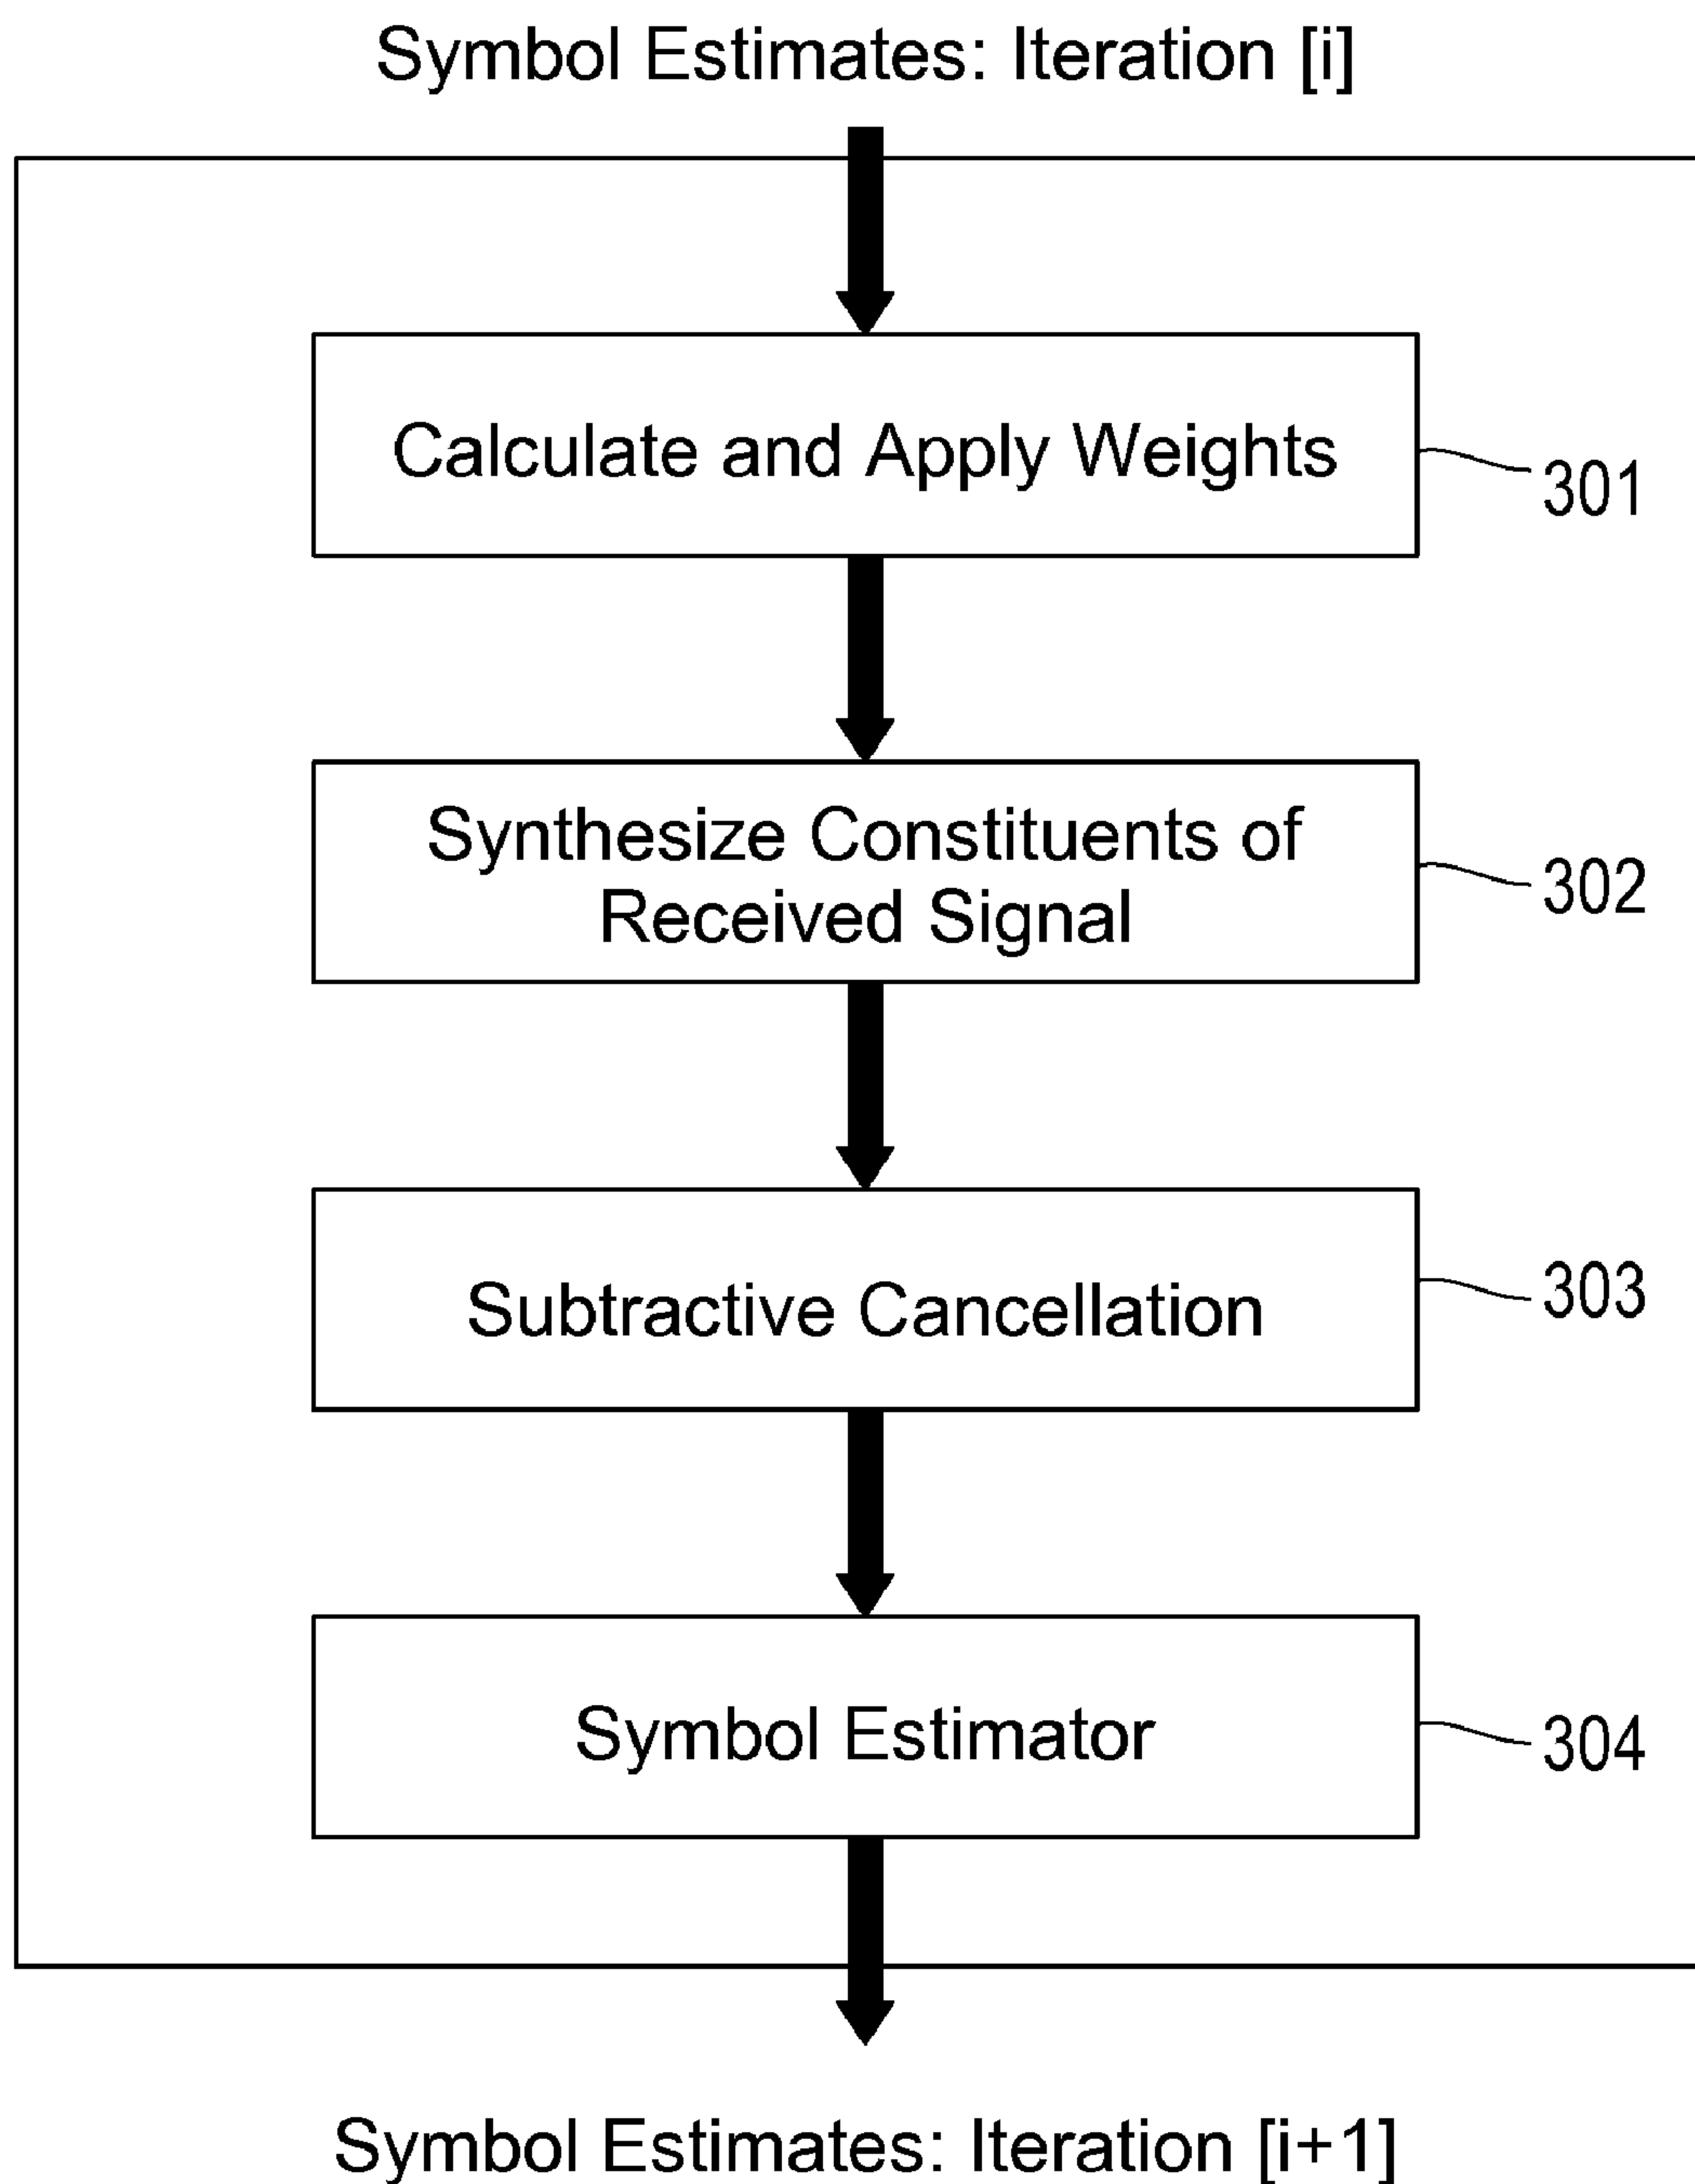 Symbol Estimates: Iteration [i]
Calculate and Apply Weights
301
Synthesize Constituents of
Received Signal
302
Subtractive Cancellation
303
Symbol Estimator
304
Symbol Estimates: Iteration [i+1]